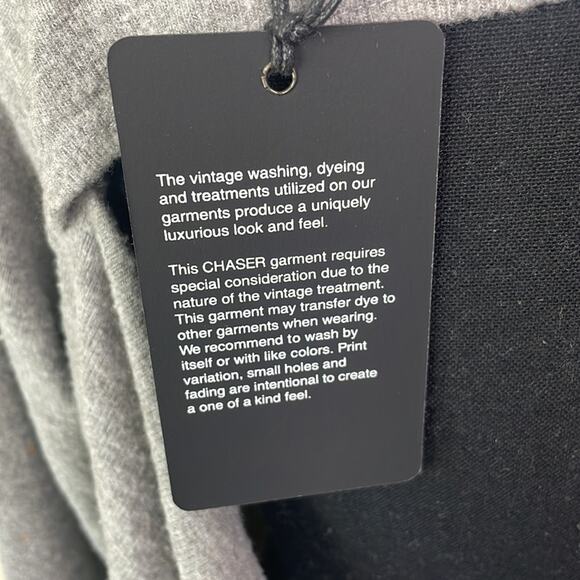 The vintage washing, dyeing
and treatments utilized on our
garments produce a uniquely
luxurious look and feel.
This CHASER garment requires
special consideration due to the
nature of the vintage treatment.
This garment may transfer dye to
other garments when wearing.
We recommend to wash by
itself or with like colors. Print
variation, small holes and
fading are intentional to create
a one of a kind feel.